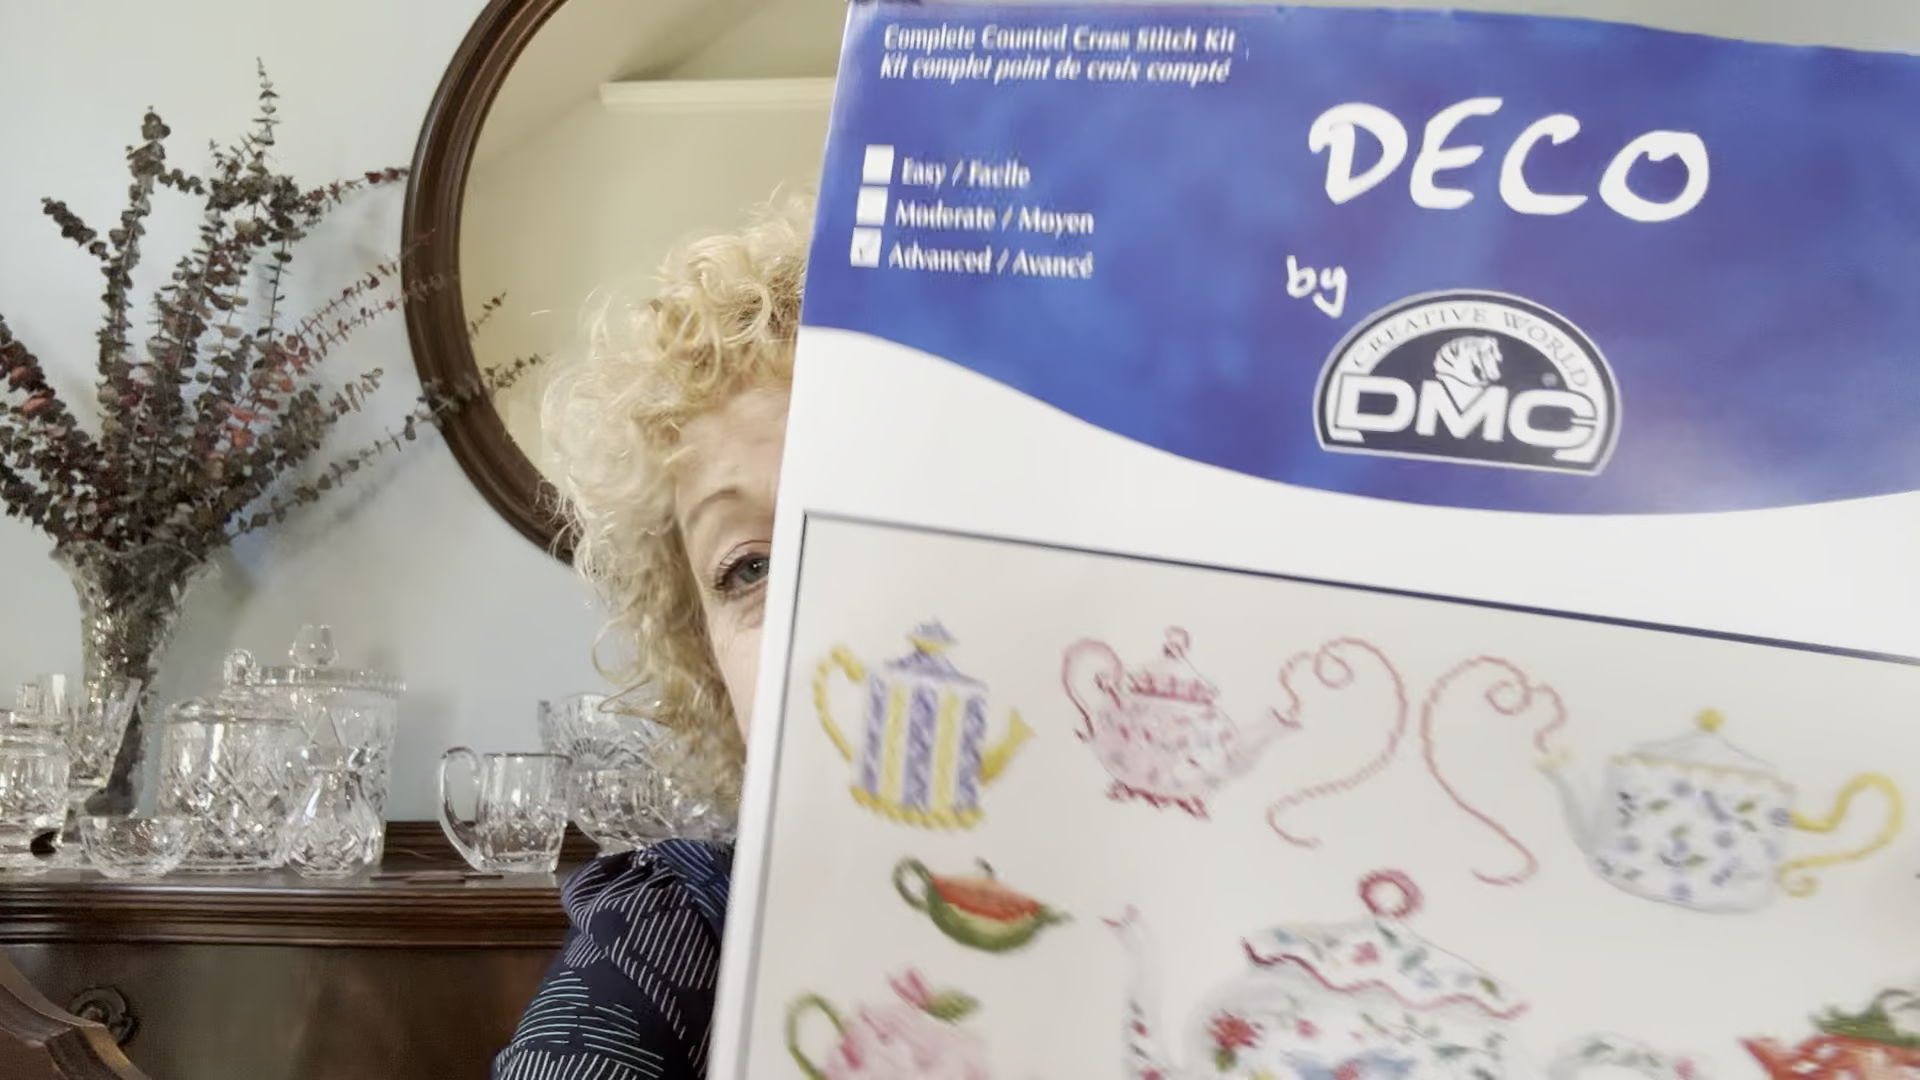 Complete Counted Cross Stitch Kit
Kit complet point de croix compté
Easy / Facile
Moderate / Moyen
Advanced / Avancé
DECO
by
CREATIVE WORLD
DMC